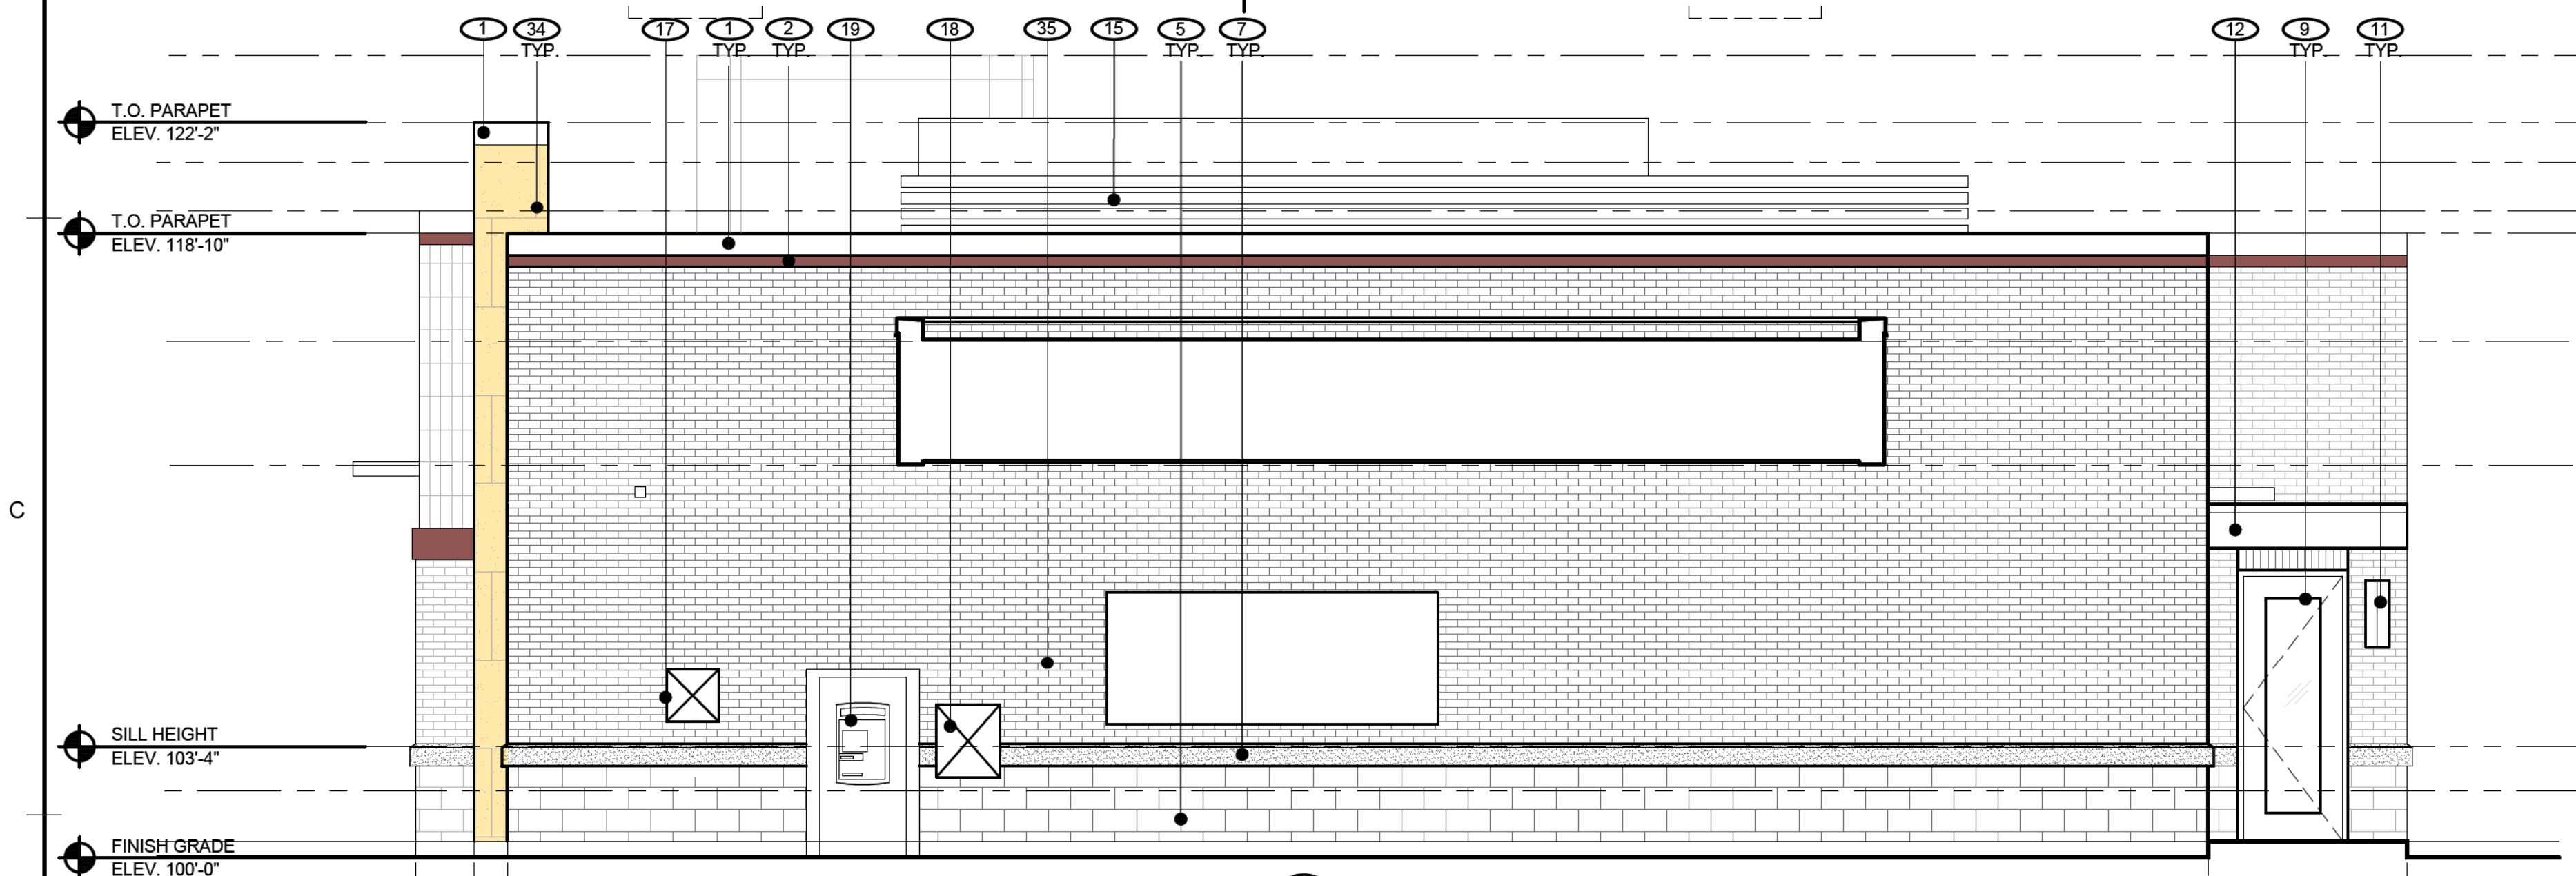 1 34 17 1 2 19 18 35 15 5 7 12 9 11
TYP. TYP. TYP. TYP. TYP. TYP. TYP.
T.O. PARAPET
ELEV. 122'-2"
T.O. PARAPET
ELEV. 118'-10"
C
SILL HEIGHT
ELEV. 103'-4"
FINISH GRADE
ELEV. 100'-0"